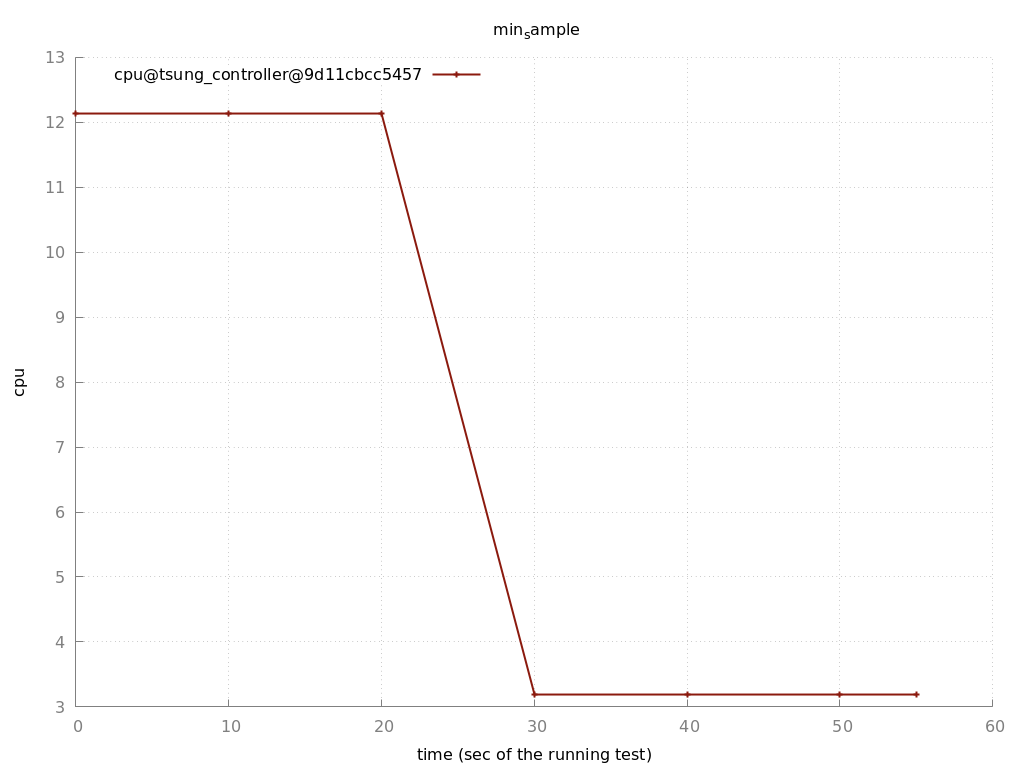 minsample
13
cpu@tsung_controller@9d11cbcc5457
12
11
10
9
8
cpu
7
6
5
4
3
0 10 20 30 40 50 60
time (sec of the running test)